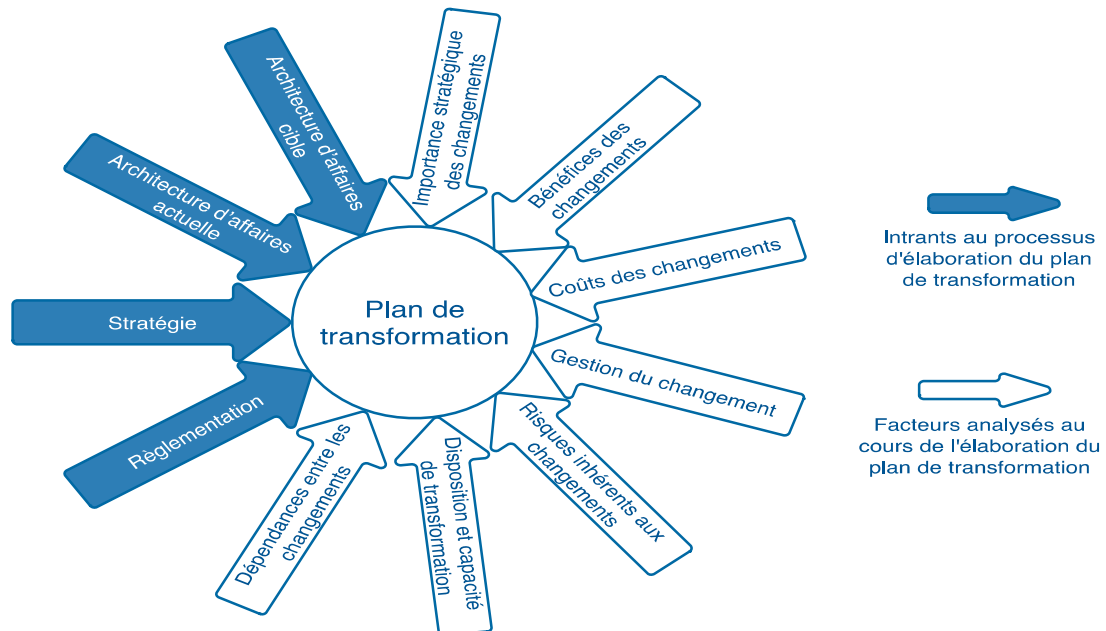 Architecture d'affaires
cible
Importance stratégique
des changements
Bénéfices des
changements
Architecture d'affaires
actuelle
Coûts des changements
Stratégie
Plan de
transformation
Gestion du changement
Règlementation
Dépendances entre les
changements
Disposition et capacité
de transformation
Risques inhérents aux
changements
Intrants au processus
d'élaboration du plan
de transformation
Facteurs analysés au
cours de l'élaboration du
plan de transformation